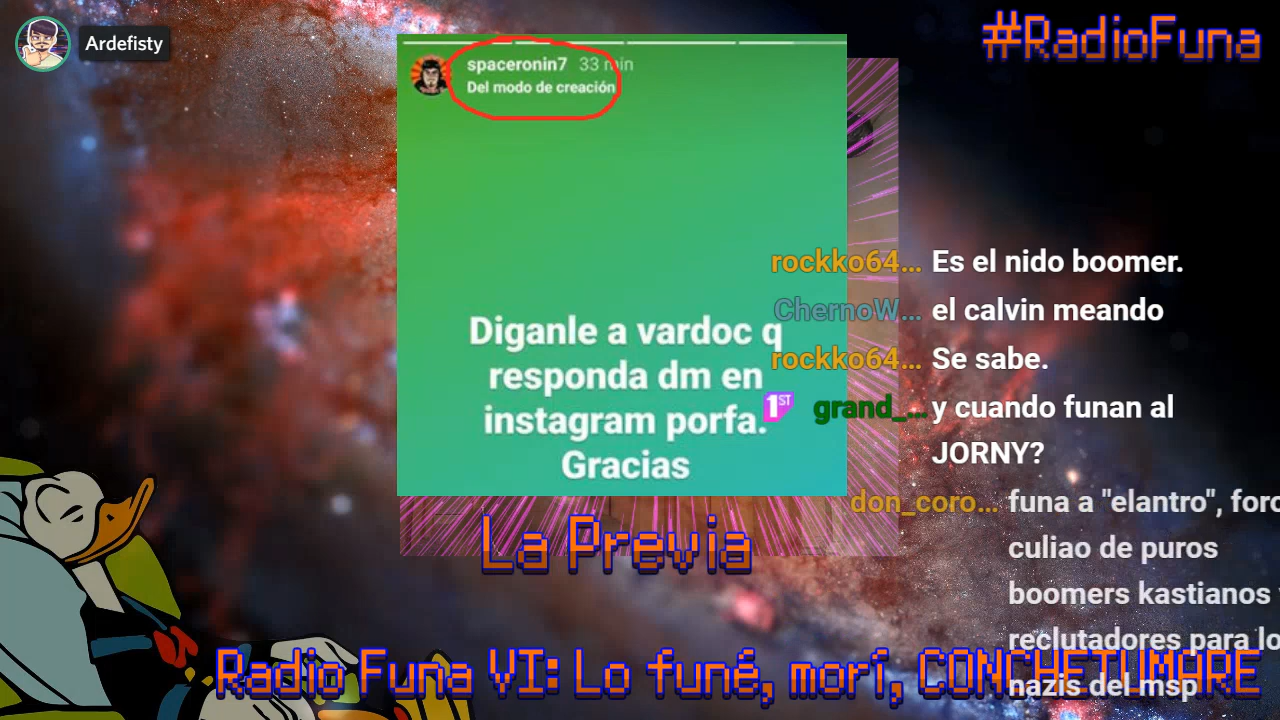 Ardefisty
#RadioFuna
spaceronin7 33 min
Del modo de creación
Diganle a vardoc q
responda dm en
instagram porfa.
Gracias
rockko64… Es el nido boomer.
ChernoW… el calvin meando
rockko64… Se sabe.
1ST grand_… y cuando funan al
JORNY?
don_coro… funa a "elantro", foro
culiao de puros
boomers kastianos
reclutadores para lo
nazis del msp
La Previa
Radio Funa VI: Lo funé, morí, CONCHETUMARE